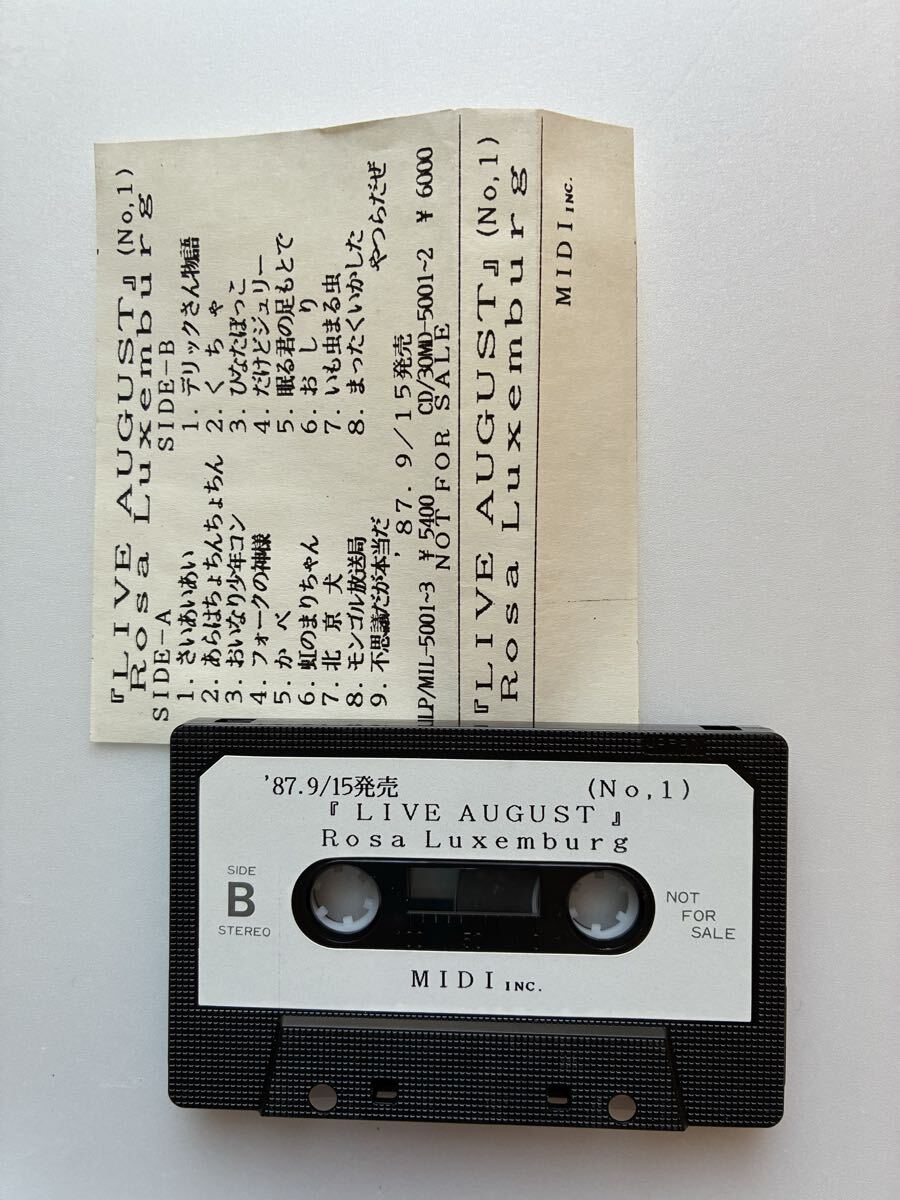 『LIVE AUGUST』(No,1)
Rosa Luxemburg
SIDE-A
1. さいあいあい
2. あらはちょちんちょちん
3. おいなり少年コン
4. フォークの神様
5. かべ
6. 虹のまりちゃん
7. 北京犬
8. モンゴル放送局
9. 不思議だが本当だ
SIDE-B
1. デリックさん物語
2. くちゃ
3. ひなたぼっこ
4. だけどジュリー
5. 眠る君の足もとで
6. おしり
7. いも虫まる虫
8. まったくいかした
やつらだぜ
'87.9/15発売
LP/MIL-5001~3 ¥5400 CD/30MD-5001~2 ¥6000
NOT FOR SALE
『LIVE AUGUST』(No,1)
Rosa Luxemburg
MIDI INC.
'87.9/15発売 (No,1)
『LIVE AUGUST』
Rosa Luxemburg
SIDE
B
STEREO
NOT
FOR
SALE
100 50 0
MIDI INC.